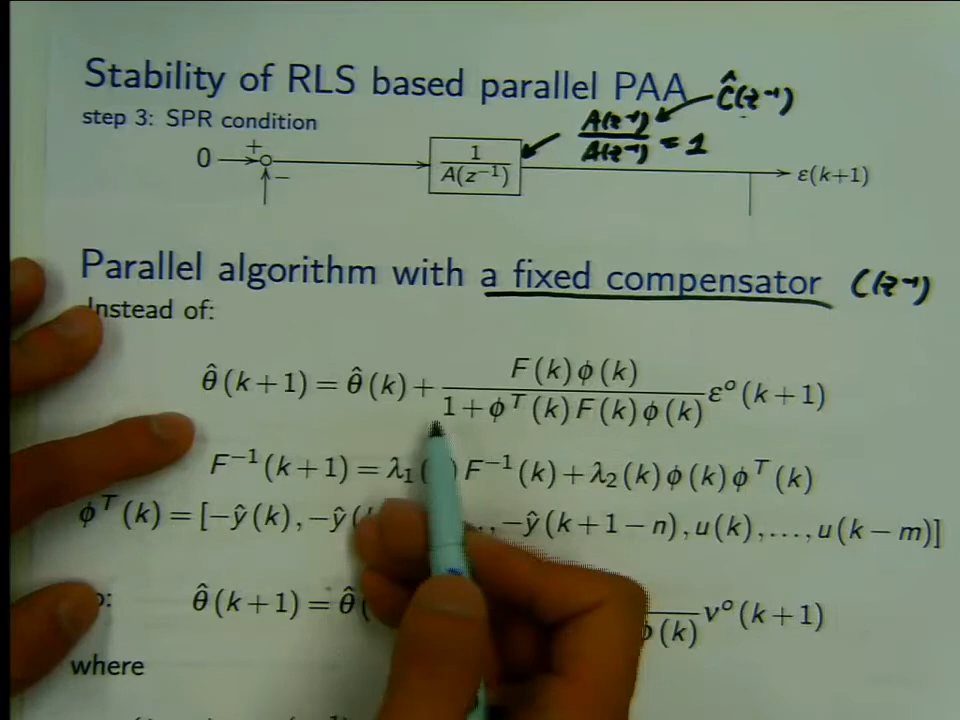 Stability of RLS based parallel PAA Ĉ(z⁻¹)
step 3: SPR condition
A(z⁻¹)/A(z⁻¹) = 1
0 + − 1/A(z⁻¹) ε(k+1)
Parallel algorithm with a fixed compensator C(z⁻¹)
Instead of:
θ̂(k+1) = θ̂(k) + F(k)ϕ(k)/(1+ϕᵀ(k)F(k)ϕ(k)) εᵒ(k+1)
F⁻¹(k+1) = λ₁( ) F⁻¹(k) + λ₂(k)ϕ(k)ϕᵀ(k)
ϕᵀ(k) = [−ŷ(k), −ŷ( ..., −ŷ(k+1−n), u(k), ..., u(k−m)]
θ̂(k+1) = θ̂( ϕ(k) νᵒ(k+1)
where